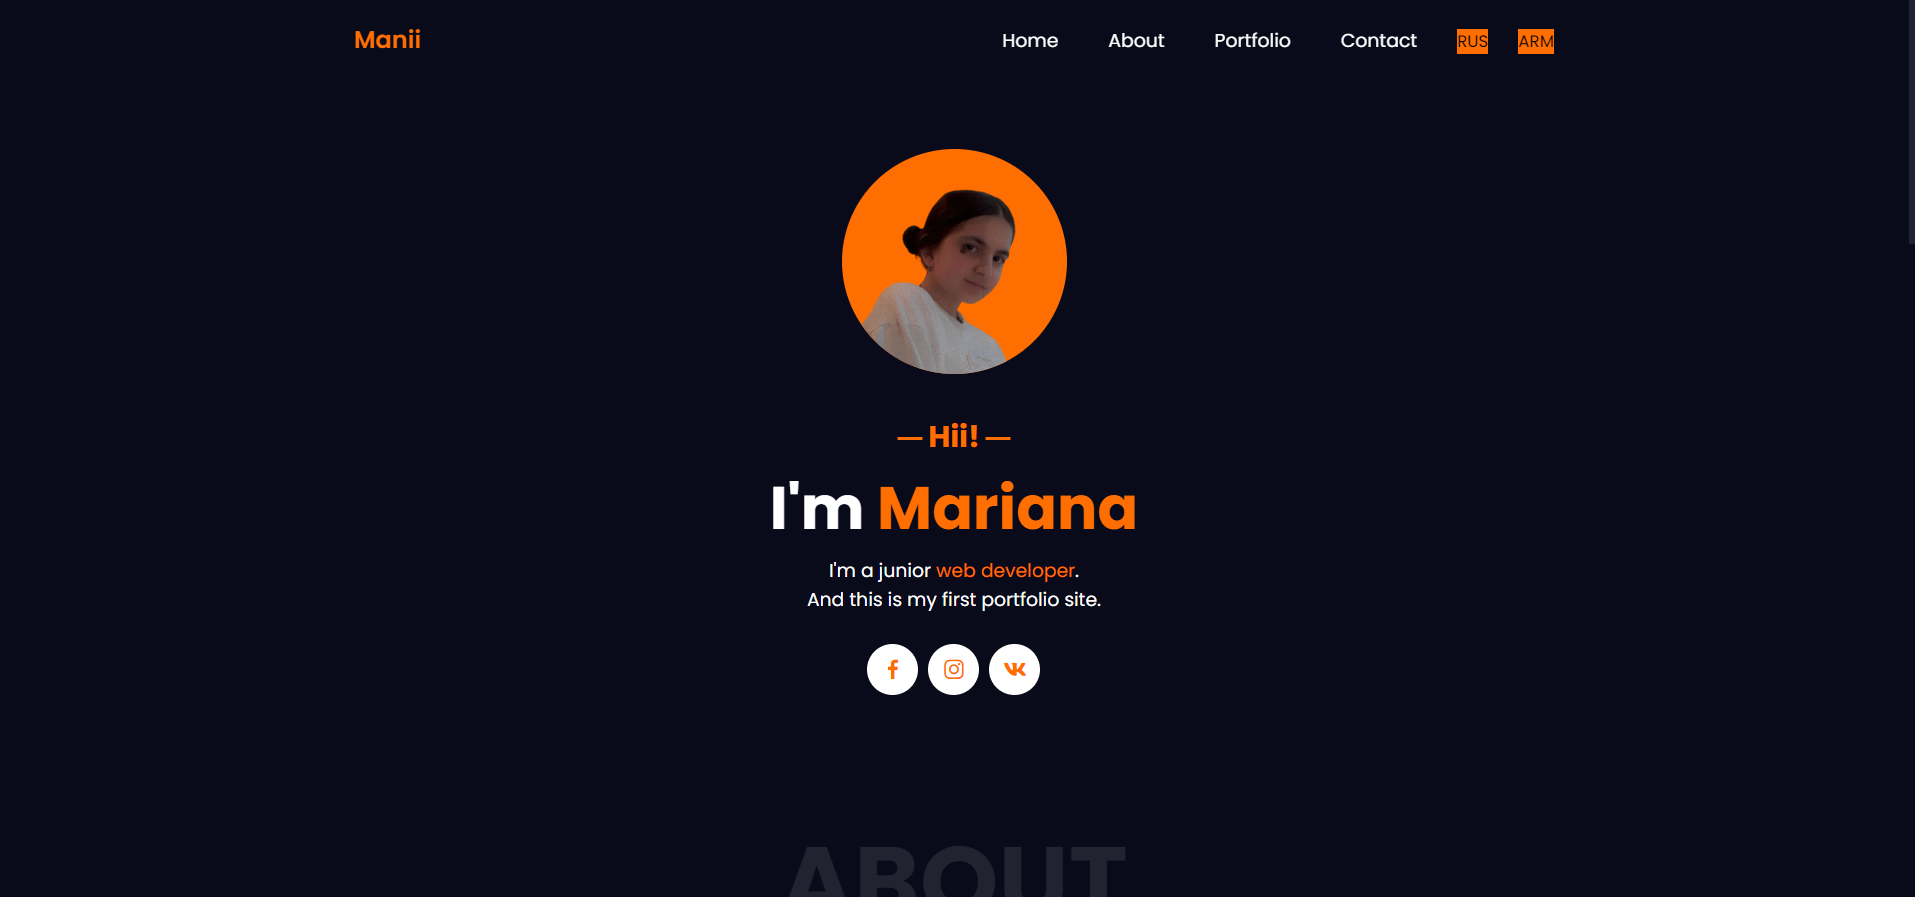 Manii
Home About Portfolio Contact RUS ARM
— Hii! —
I'm Mariana
I'm a junior web developer.
And this is my first portfolio site.
ABOUT